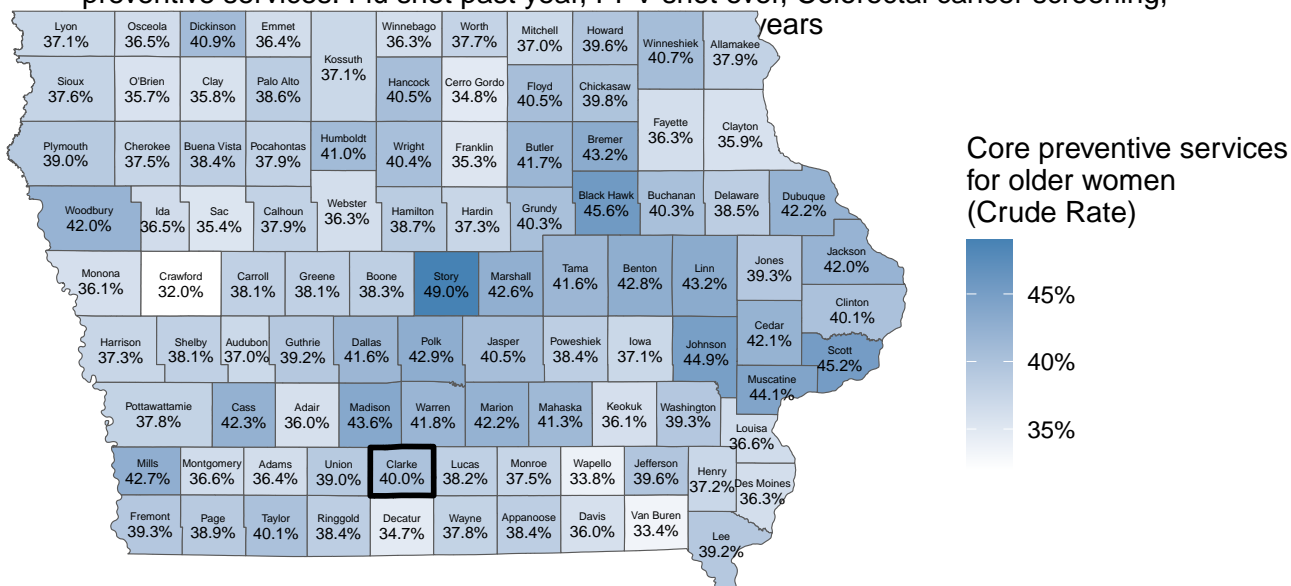 preventive services: Flu shot past year, PPV shot ever, Colorectal cancer screening,
years
Lyon
37.1%
Osceola
36.5%
Dickinson
40.9%
Emmet
36.4%
Kossuth
37.1%
Winnebago
36.3%
Worth
37.7%
Mitchell
37.0%
Howard
39.6%
Winneshiek
40.7%
Allamakee
37.9%
Sioux
37.6%
O'Brien
35.7%
Clay
35.8%
Palo Alto
38.6%
Hancock
40.5%
Cerro Gordo
34.8%
Floyd
40.5%
Chickasaw
39.8%
Fayette
36.3%
Clayton
35.9%
Plymouth
39.0%
Cherokee
37.5%
Buena Vista
38.4%
Pocahontas
37.9%
Humboldt
41.0%
Wright
40.4%
Franklin
35.3%
Butler
41.7%
Bremer
43.2%
Woodbury
42.0%
Ida
36.5%
Sac
35.4%
Calhoun
37.9%
Webster
36.3%
Hamilton
38.7%
Hardin
37.3%
Grundy
40.3%
Black Hawk
45.6%
Buchanan
40.3%
Delaware
38.5%
Dubuque
42.2%
Monona
36.1%
Crawford
32.0%
Carroll
38.1%
Greene
38.1%
Boone
38.3%
Story
49.0%
Marshall
42.6%
Tama
41.6%
Benton
42.8%
Linn
43.2%
Jones
39.3%
Jackson
42.0%
Clinton
40.1%
Harrison
37.3%
Shelby
38.1%
Audubon
37.0%
Guthrie
39.2%
Dallas
41.6%
Polk
42.9%
Jasper
40.5%
Poweshiek
38.4%
Iowa
37.1%
Johnson
44.9%
Cedar
42.1%
Scott
45.2%
Muscatine
44.1%
Pottawattamie
37.8%
Cass
42.3%
Adair
36.0%
Madison
43.6%
Warren
41.8%
Marion
42.2%
Mahaska
41.3%
Keokuk
36.1%
Washington
39.3%
Louisa
36.6%
Mills
42.7%
Montgomery
36.6%
Adams
36.4%
Union
39.0%
Clarke
40.0%
Lucas
38.2%
Monroe
37.5%
Wapello
33.8%
Jefferson
39.6%
Henry
37.2%
Des Moines
36.3%
Fremont
39.3%
Page
38.9%
Taylor
40.1%
Ringgold
38.4%
Decatur
34.7%
Wayne
37.8%
Appanoose
38.4%
Davis
36.0%
Van Buren
33.4%
Lee
39.2%
Core preventive services
for older women
(Crude Rate)
45%
40%
35%